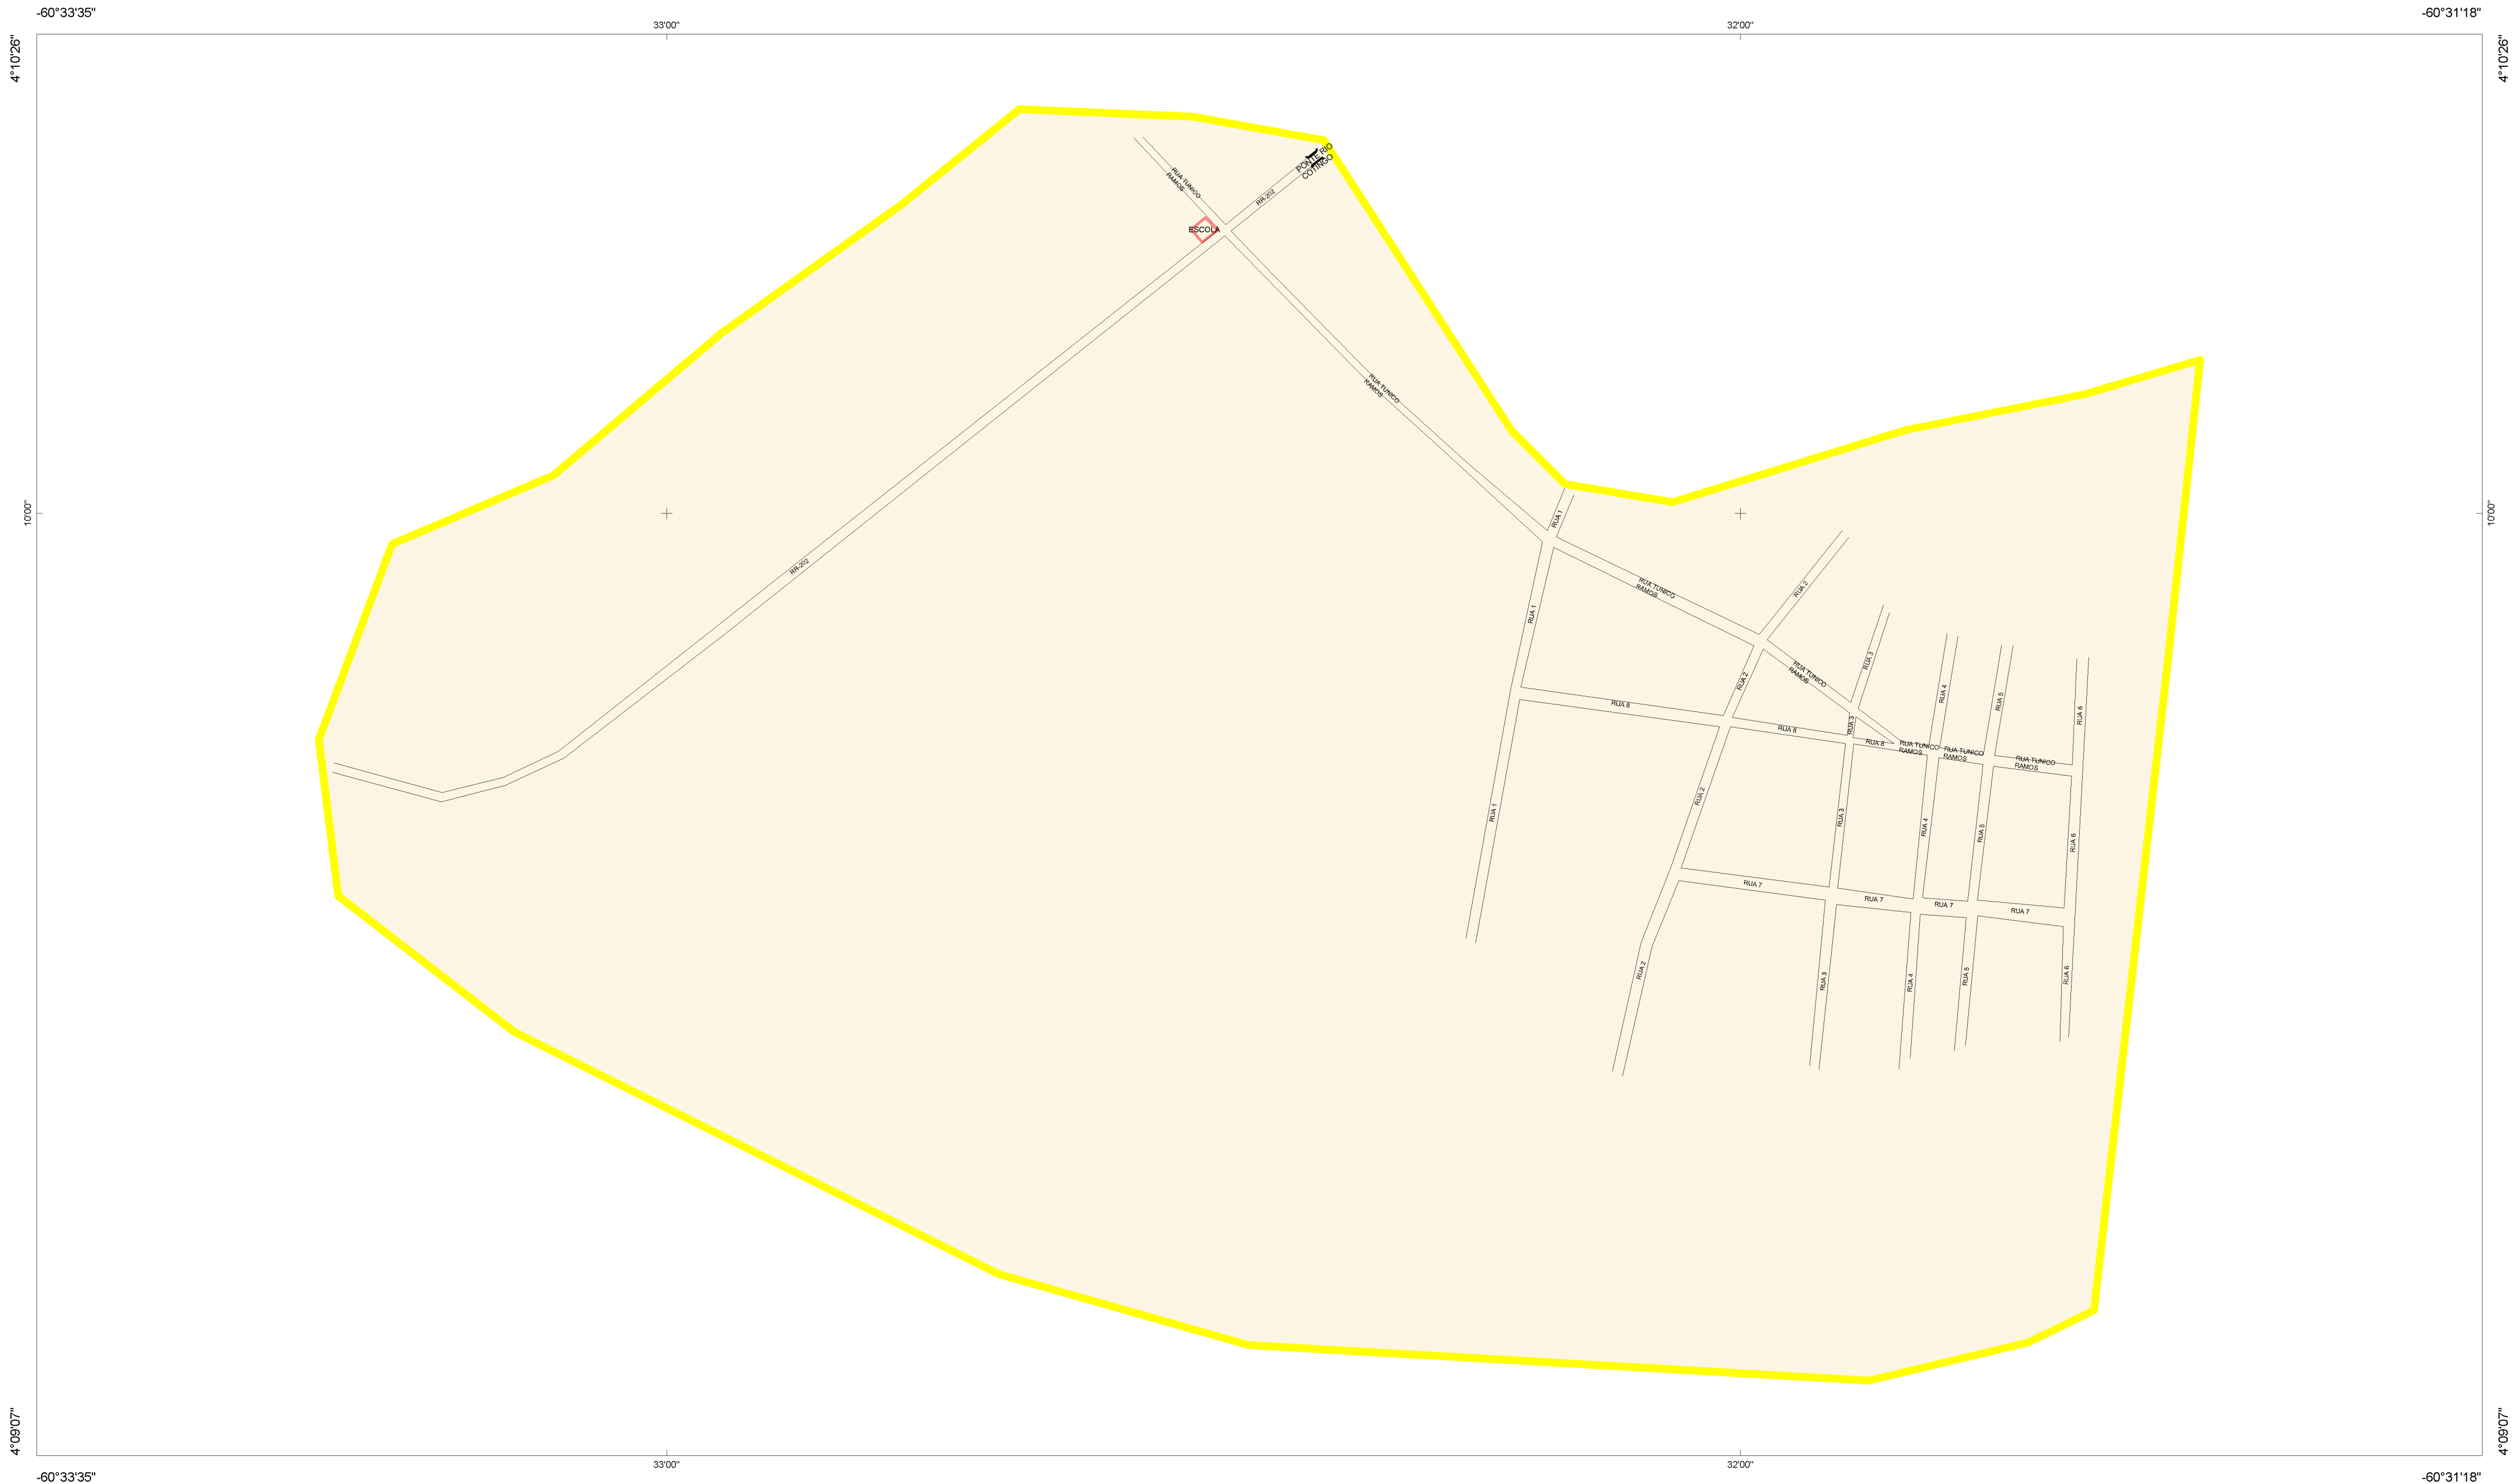 -60°33'35"
-60°31'18"
33'00"
32'00"
4°10'26"
4°10'26"
PONTE RIO
COTINGO
RUA TUNICO
RAMOS
RR-202
ESCOLA
RUA TUNICO
RAMOS
10'00"
10'00"
RUA 1
RR-202
RUA TUNICO
RAMOS
RUA 2
RUA 1
RUA 3
RUA TUNICO
RAMOS
RUA 2
RUA 4
RUA 5
RUA 8
RUA 6
RUA 3
RUA 8
RUA 8
RUA TUNICO
RAMOS
RUA TUNICO
RAMOS
RUA TUNICO
RAMOS
RUA 2
RUA 1
RUA 3
RUA 4
RUA 5
RUA 6
RUA 7
RUA 7
RUA 7
RUA 7
RUA 2
RUA 3
RUA 4
RUA 5
RUA 6
4°09'07"
4°09'07"
33'00"
32'00"
-60°33'35"
-60°31'18"